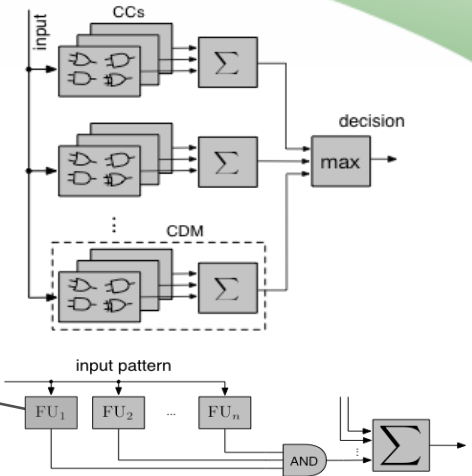 CCs
input
Σ
decision
Σ
max
⋮
CDM
Σ
input pattern
FU₁ FU₂ ... FUₙ
AND
⋮
Σ